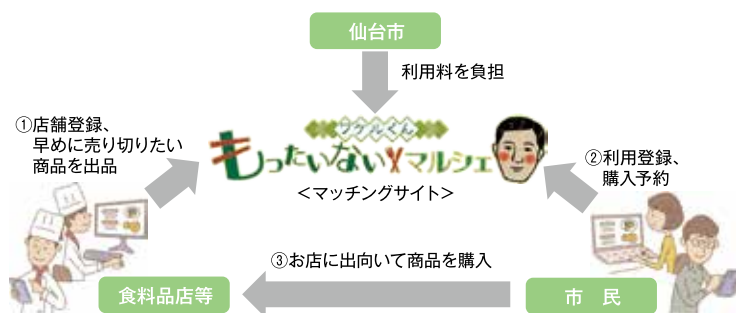 仙台市
利用料を負担
①店舗登録、
早めに売り切りたい
商品を出品
ワケルくん
もったいないマルシェ
＜マッチングサイト＞
②利用登録、
購入予約
③お店に出向いて商品を購入
食料品店等
市　民